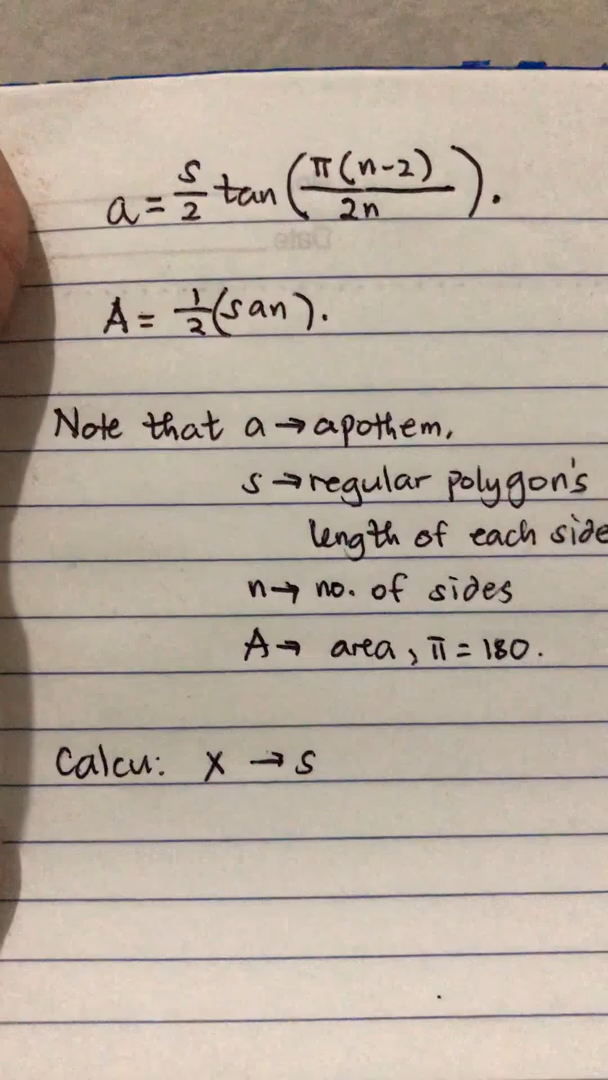 a = s/2 tan (π(n-2)/2n).
Date
A = 1/2 (san).
Note that a → apothem,
s → regular polygon's
length of each side
n → no. of sides
A → area, π = 180.
Calcu: x → s